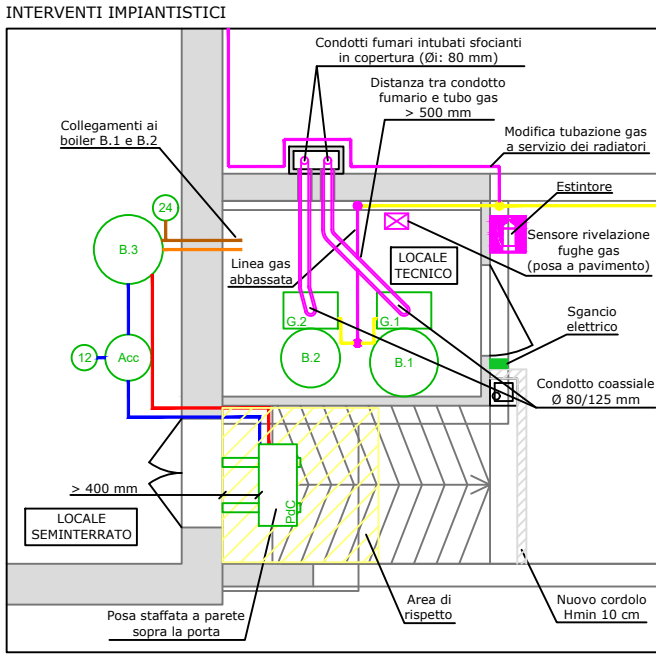 INTERVENTI IMPIANTISTICI
Condotti fumari intubati sfocianti
in copertura (Øi: 80 mm)
Distanza tra condotto
fumario e tubo gas
> 500 mm
Collegamenti ai
boiler B.1 e B.2
Modifica tubazione gas
a servizio dei radiatori
Estintore
24
B.3
Linea gas
abbassata
LOCALE
TECNICO
Sensore rivelazione
fughe gas
(posa a pavimento)
G.2
G.1
Sgancio
elettrico
12
Acc
B.2
B.1
Condotto coassiale
Ø 80/125 mm
> 400 mm
PdC
LOCALE
SEMINTERRATO
Posa staffata a parete
sopra la porta
Area di
rispetto
Nuovo cordolo
Hmin 10 cm